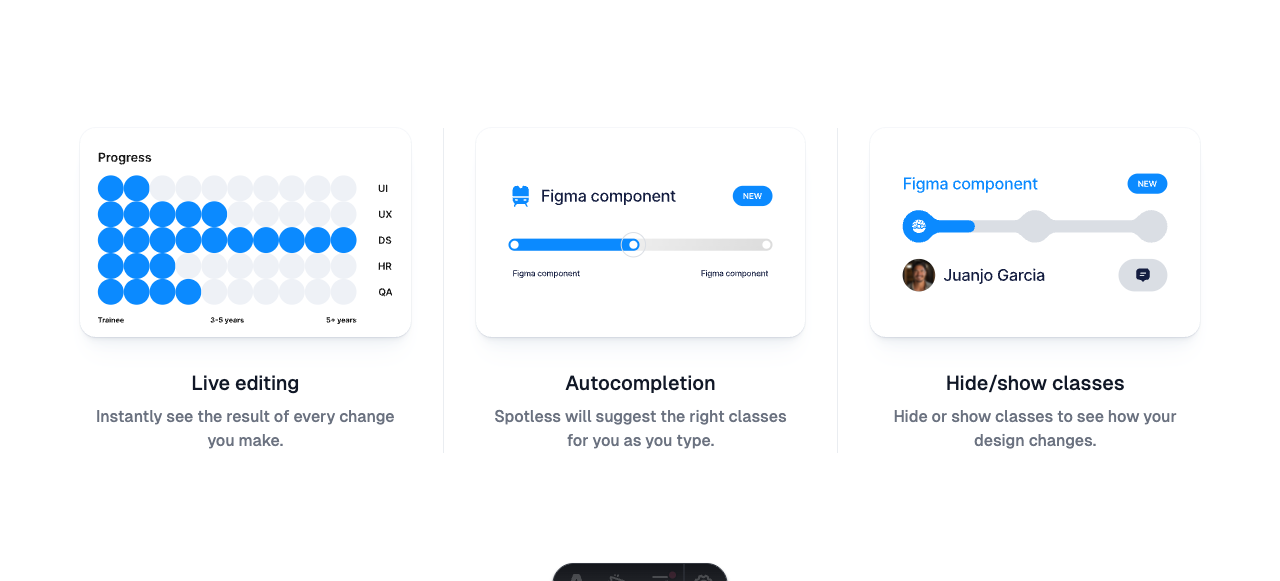 Progress
UI
UX
DS
HR
QA
Trainee
3-5 years
5+ years
Live editing
Instantly see the result of every change
you make.
Figma component
NEW
Figma component
Figma component
Autocompletion
Spotless will suggest the right classes
for you as you type.
Figma component
NEW
Juanjo Garcia
Hide/show classes
Hide or show classes to see how your
design changes.